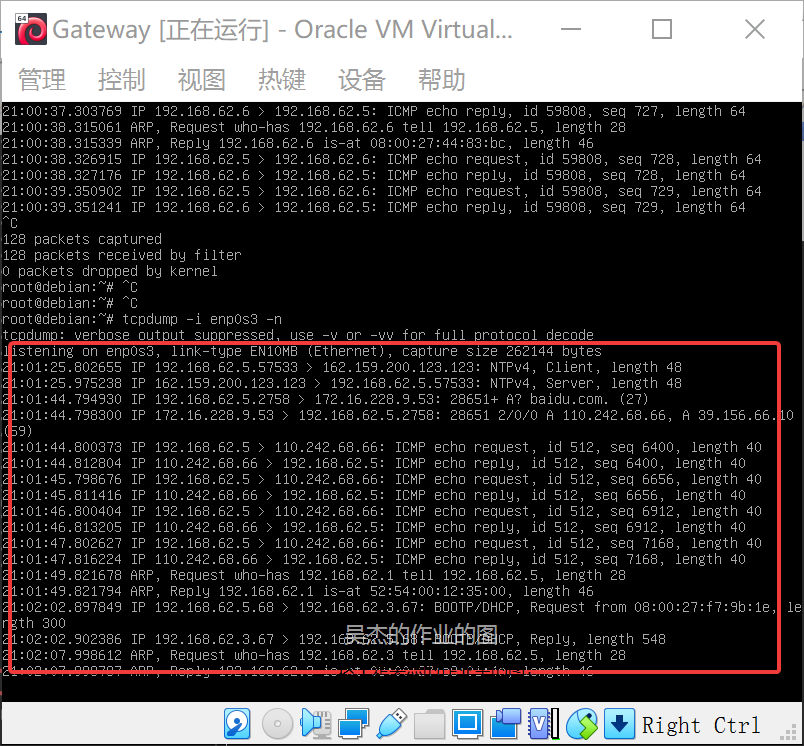 64
Gateway [正在运行] - Oracle VM Virtual...
管理 控制 视图 热键 设备 帮助
21:00:37.303769 IP 192.168.62.6 > 192.168.62.5: ICMP echo reply, id 59808, seq 727, length 64
21:00:38.315061 ARP, Request who-has 192.168.62.6 tell 192.168.62.5, length 28
21:00:38.315339 ARP, Reply 192.168.62.6 is-at 08:00:27:44:83:bc, length 46
21:00:38.326915 IP 192.168.62.5 > 192.168.62.6: ICMP echo request, id 59808, seq 728, length 64
21:00:38.327176 IP 192.168.62.6 > 192.168.62.5: ICMP echo reply, id 59808, seq 728, length 64
21:00:39.350902 IP 192.168.62.5 > 192.168.62.6: ICMP echo request, id 59808, seq 729, length 64
21:00:39.351241 IP 192.168.62.6 > 192.168.62.5: ICMP echo reply, id 59808, seq 729, length 64
^C
128 packets captured
128 packets received by filter
0 packets dropped by kernel
root@debian:~# ^C
root@debian:~# ^C
root@debian:~# tcpdump -i enp0s3 -n
tcpdump: verbose output suppressed, use -v or -vv for full protocol decode
listening on enp0s3, link-type EN10MB (Ethernet), capture size 262144 bytes
21:01:25.802655 IP 192.168.62.5.57533 > 162.159.200.123.123: NTPv4, Client, length 48
21:01:25.975238 IP 162.159.200.123.123 > 192.168.62.5.57533: NTPv4, Server, length 48
21:01:44.794930 IP 192.168.62.5.2758 > 172.16.228.9.53: 28651+ A? baidu.com. (27)
21:01:44.798300 IP 172.16.228.9.53 > 192.168.62.5.2758: 28651 2/0/0 A 110.242.68.66, A 39.156.66.10
(59)
21:01:44.800373 IP 192.168.62.5 > 110.242.68.66: ICMP echo request, id 512, seq 6400, length 40
21:01:44.812804 IP 110.242.68.66 > 192.168.62.5: ICMP echo reply, id 512, seq 6400, length 40
21:01:45.798676 IP 192.168.62.5 > 110.242.68.66: ICMP echo request, id 512, seq 6656, length 40
21:01:45.811416 IP 110.242.68.66 > 192.168.62.5: ICMP echo reply, id 512, seq 6656, length 40
21:01:46.800404 IP 192.168.62.5 > 110.242.68.66: ICMP echo request, id 512, seq 6912, length 40
21:01:46.813205 IP 110.242.68.66 > 192.168.62.5: ICMP echo reply, id 512, seq 6912, length 40
21:01:47.802627 IP 192.168.62.5 > 110.242.68.66: ICMP echo request, id 512, seq 7168, length 40
21:01:47.816224 IP 110.242.68.66 > 192.168.62.5: ICMP echo reply, id 512, seq 7168, length 40
21:01:49.821678 ARP, Request who-has 192.168.62.1 tell 192.168.62.5, length 28
21:01:49.821794 ARP, Reply 192.168.62.1 is-at 52:54:00:12:35:00, length 46
21:02:02.897849 IP 192.168.62.5.68 > 192.168.62.3.67: BOOTP/DHCP, Request from 08:00:27:f7:9b:1e, le
ngth 300
21:02:02.902386 IP 192.168.62.3.67 > Reply, length 548
吴杰的作业的图
21:02:07.998612 ARP, Request who-has 192.168.62.3 tell 192.168.62.5, length 28
Right Ctrl